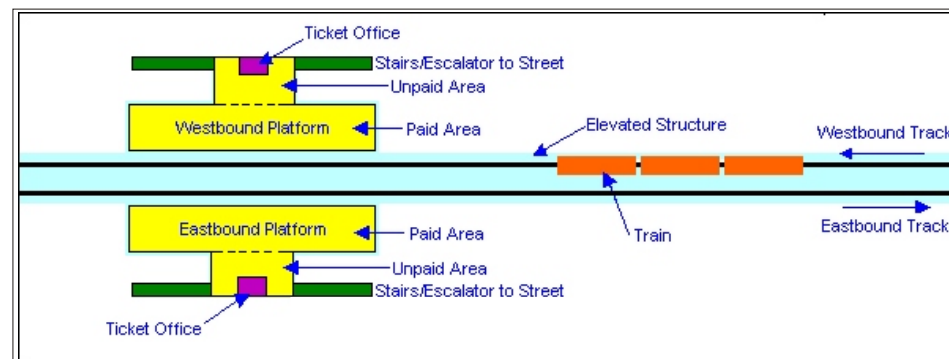 Ticket Office
Stairs/Escalator to Street
Unpaid Area
Westbound Platform
Paid Area
Elevated Structure
Westbound Track
Eastbound Platform
Paid Area
Train
Eastbound Track
Unpaid Area
Stairs/Escalator to Street
Ticket Office